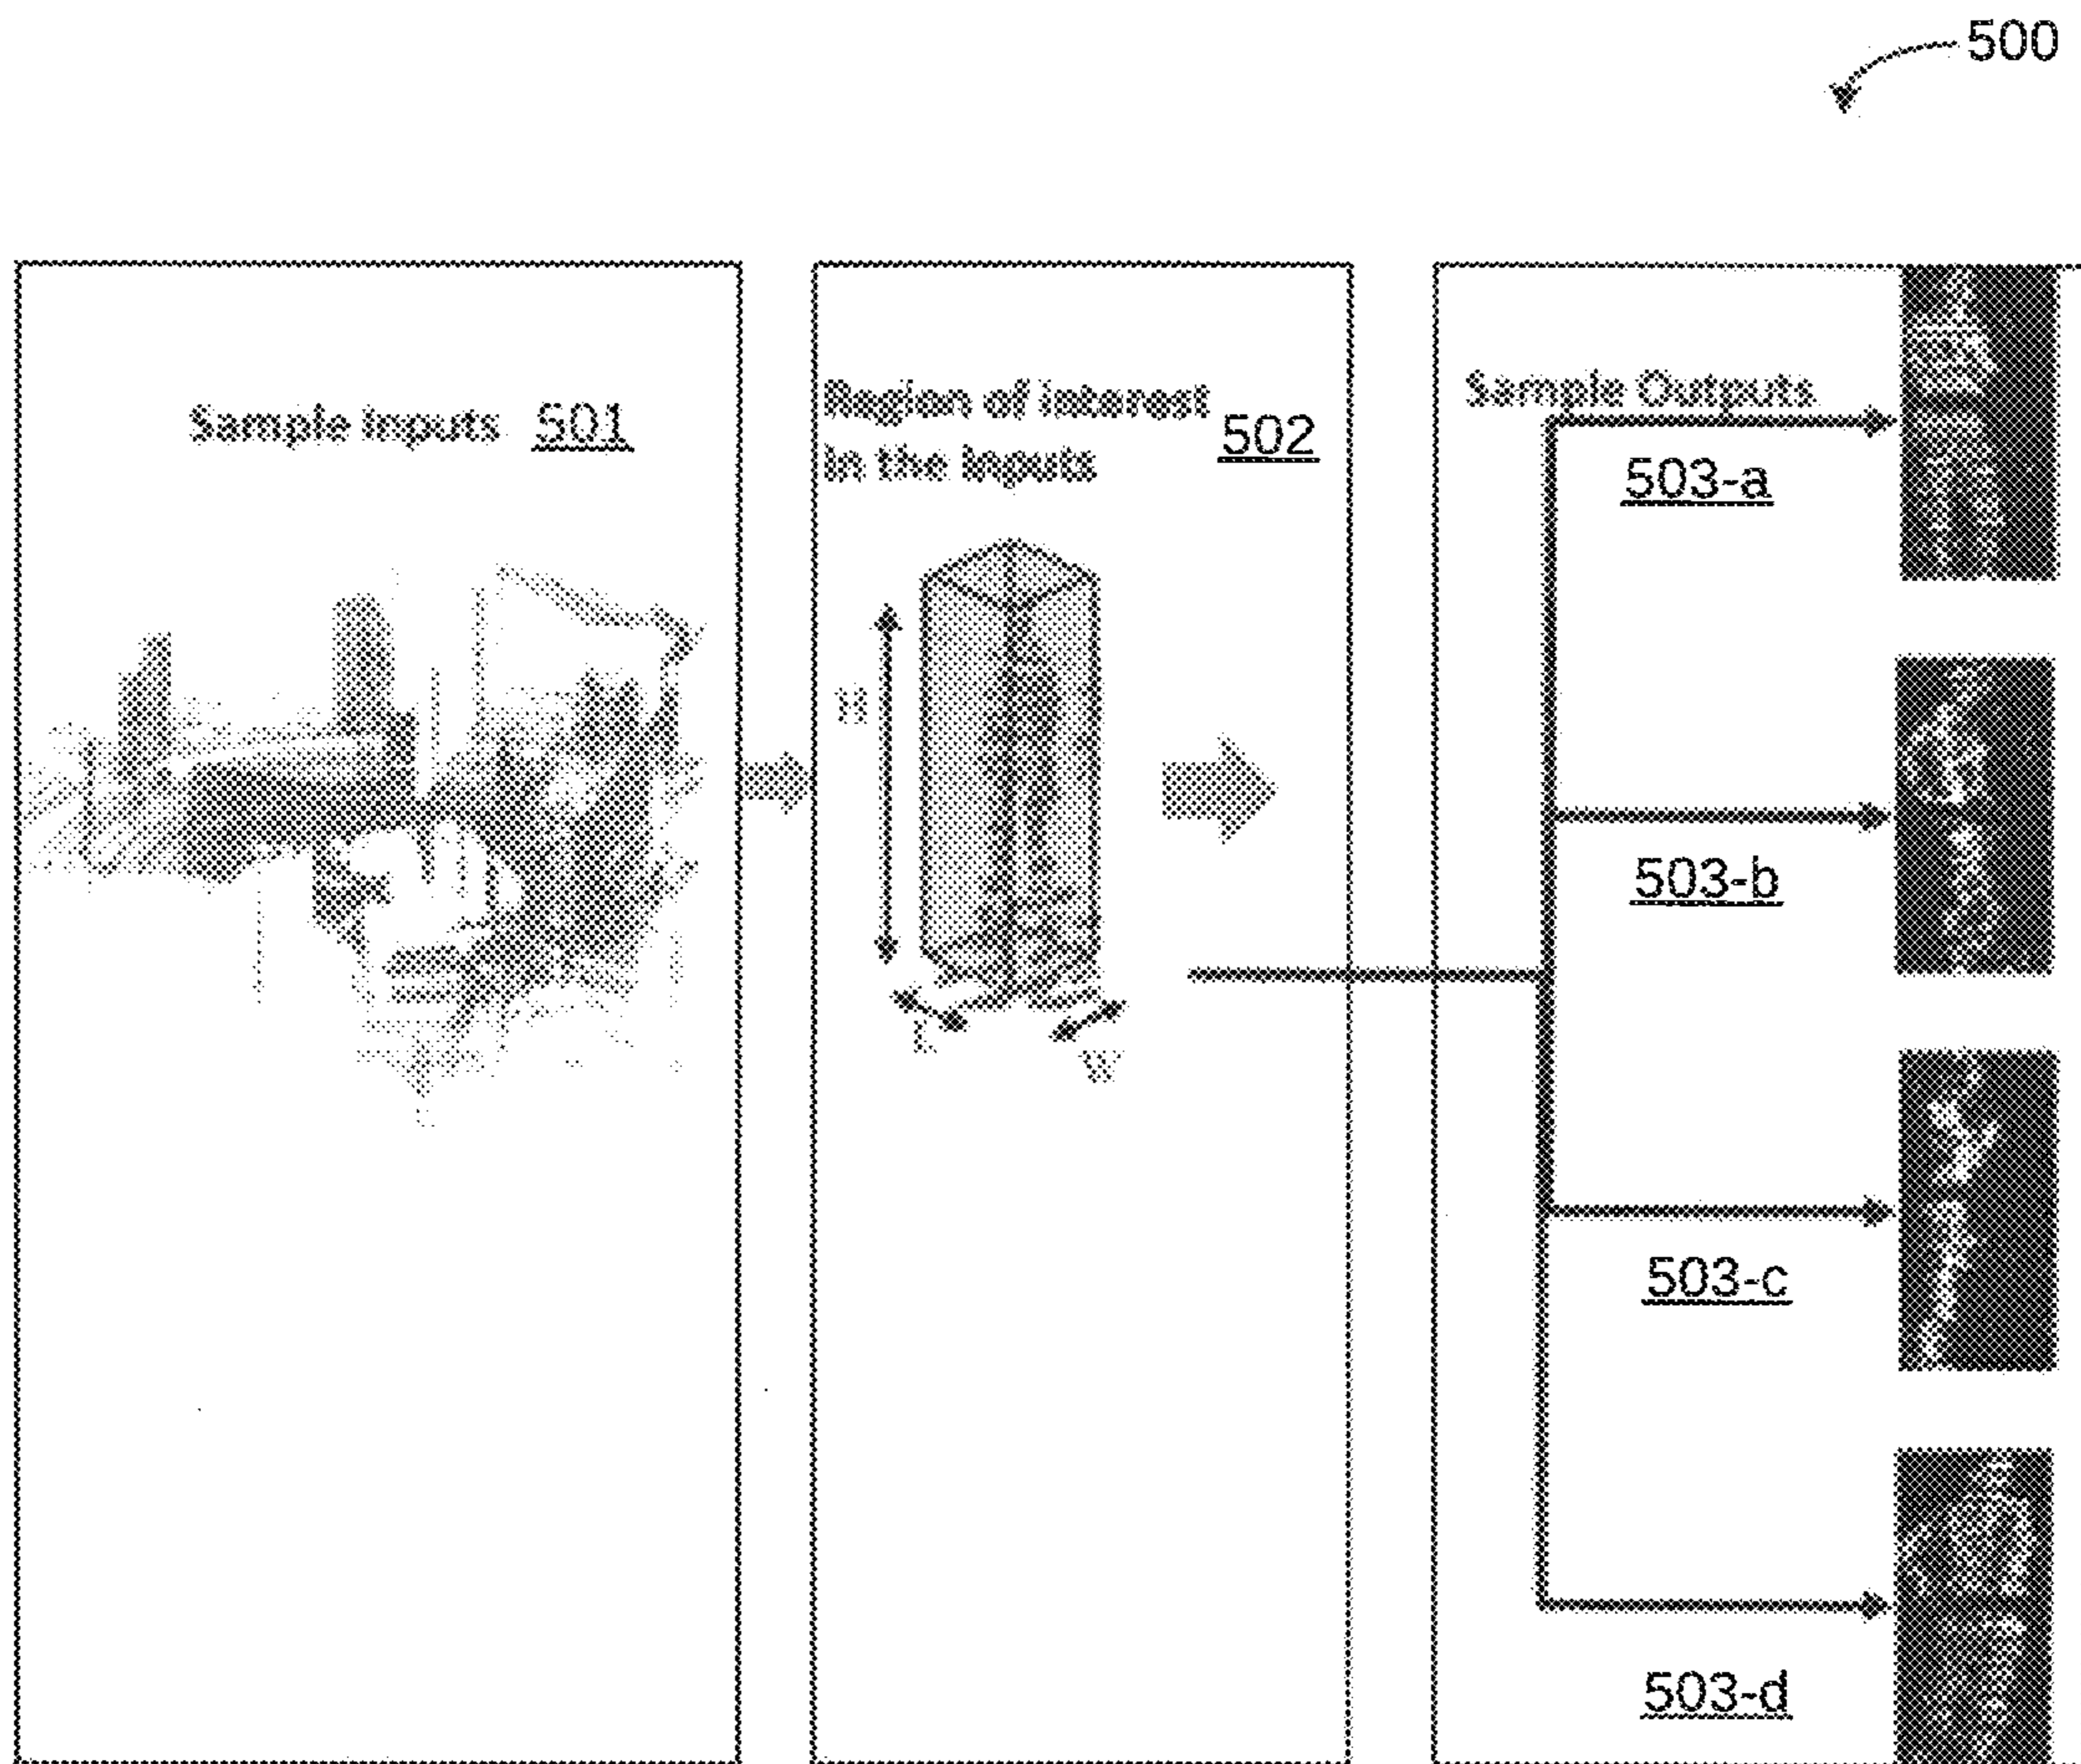 500
Sample Inputs 501
Region of interest
in the Inputs 502
Sample Outputs
503-a
H
503-b
L
W
503-c
503-d